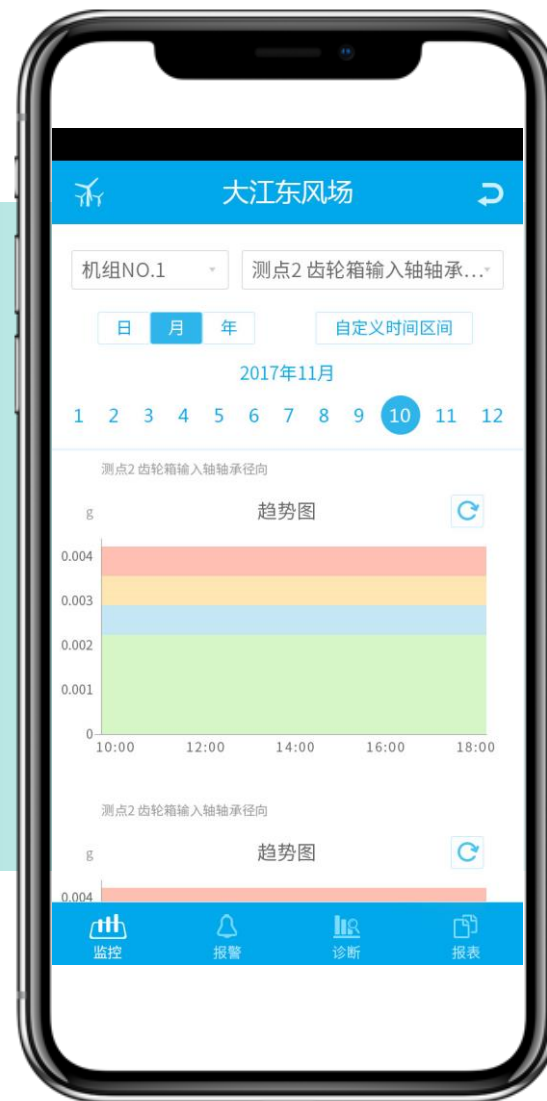 大江东风场
机组NO.1 测点2 齿轮箱输入轴轴承...
日 月 年 自定义时间区间
2017年11月
1 2 3 4 5 6 7 8 9 10 11 12
测点2 齿轮箱输入轴轴承径向
g 趋势图
0.004
0.003
0.002
0.001
0
10:00 12:00 14:00 16:00 18:00
测点2 齿轮箱输入轴轴承径向
g 趋势图
0.004
监控 报警 诊断 报表